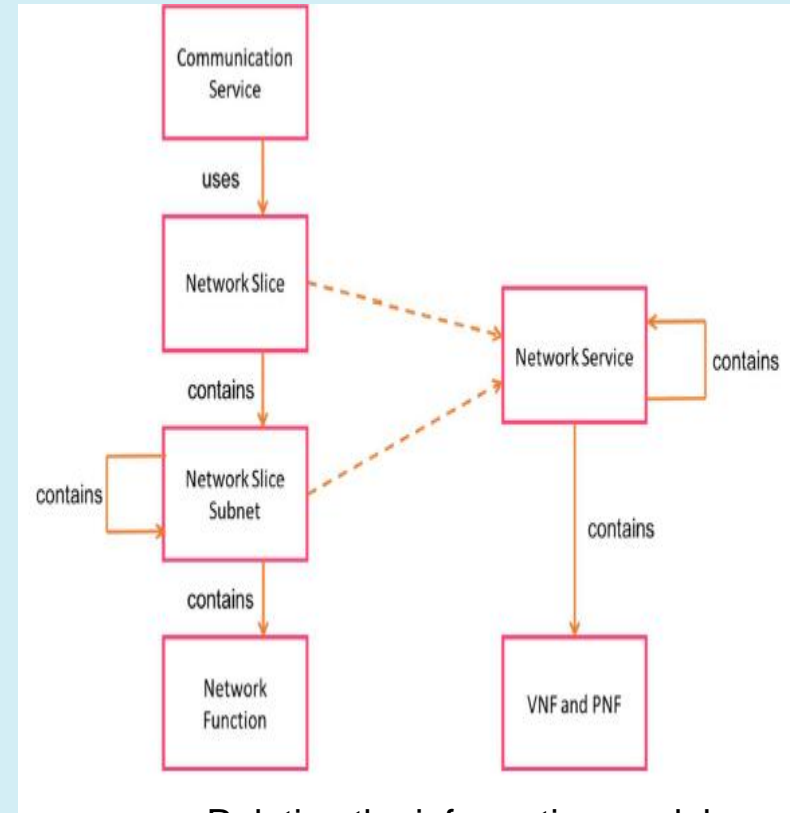 Communication
Service
uses
Network Slice
Network Service
contains
contains
Network Slice
Subnet
contains
contains
contains
Network
Function
VNF and PNF